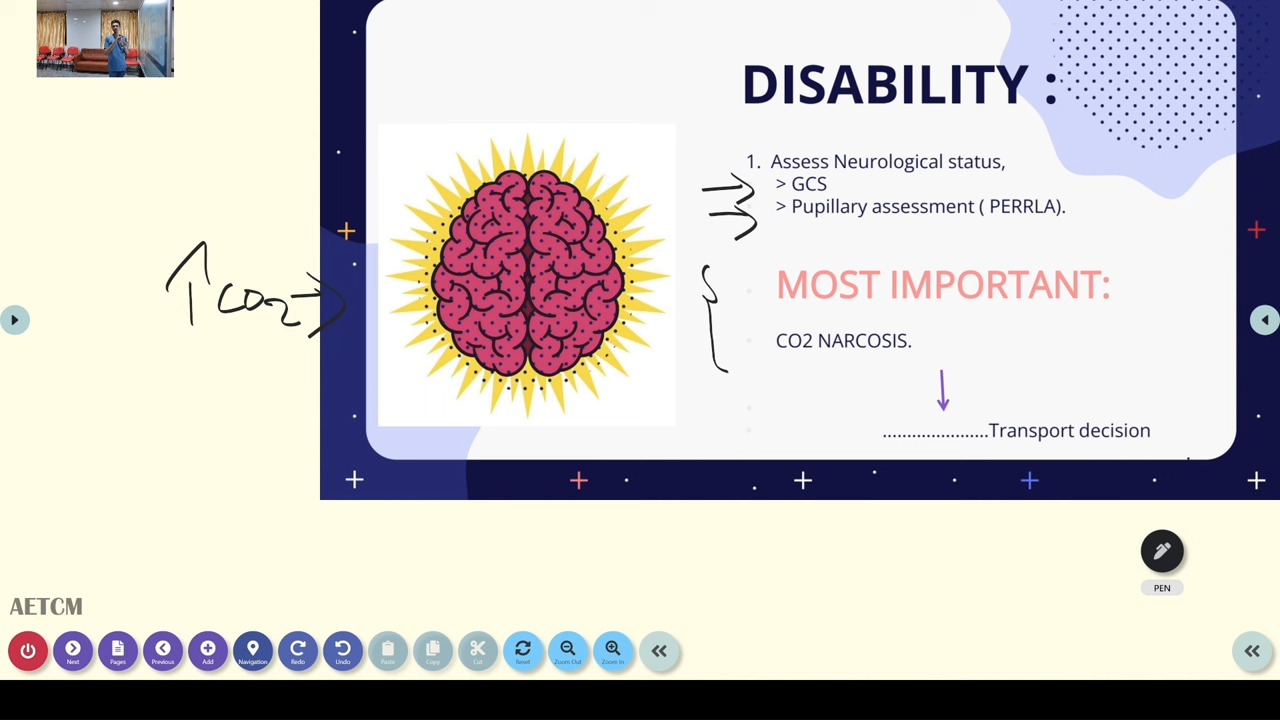 DISABILITY :
1. Assess Neurological status,
> GCS
> Pupillary assessment ( PERRLA).
↑CO2→
MOST IMPORTANT:
CO2 NARCOSIS.
......................Transport decision
PEN
AETCM
Next Pages Previous Add Navigation Redo Undo Paste Copy Cut Reset Zoom Out Zoom In